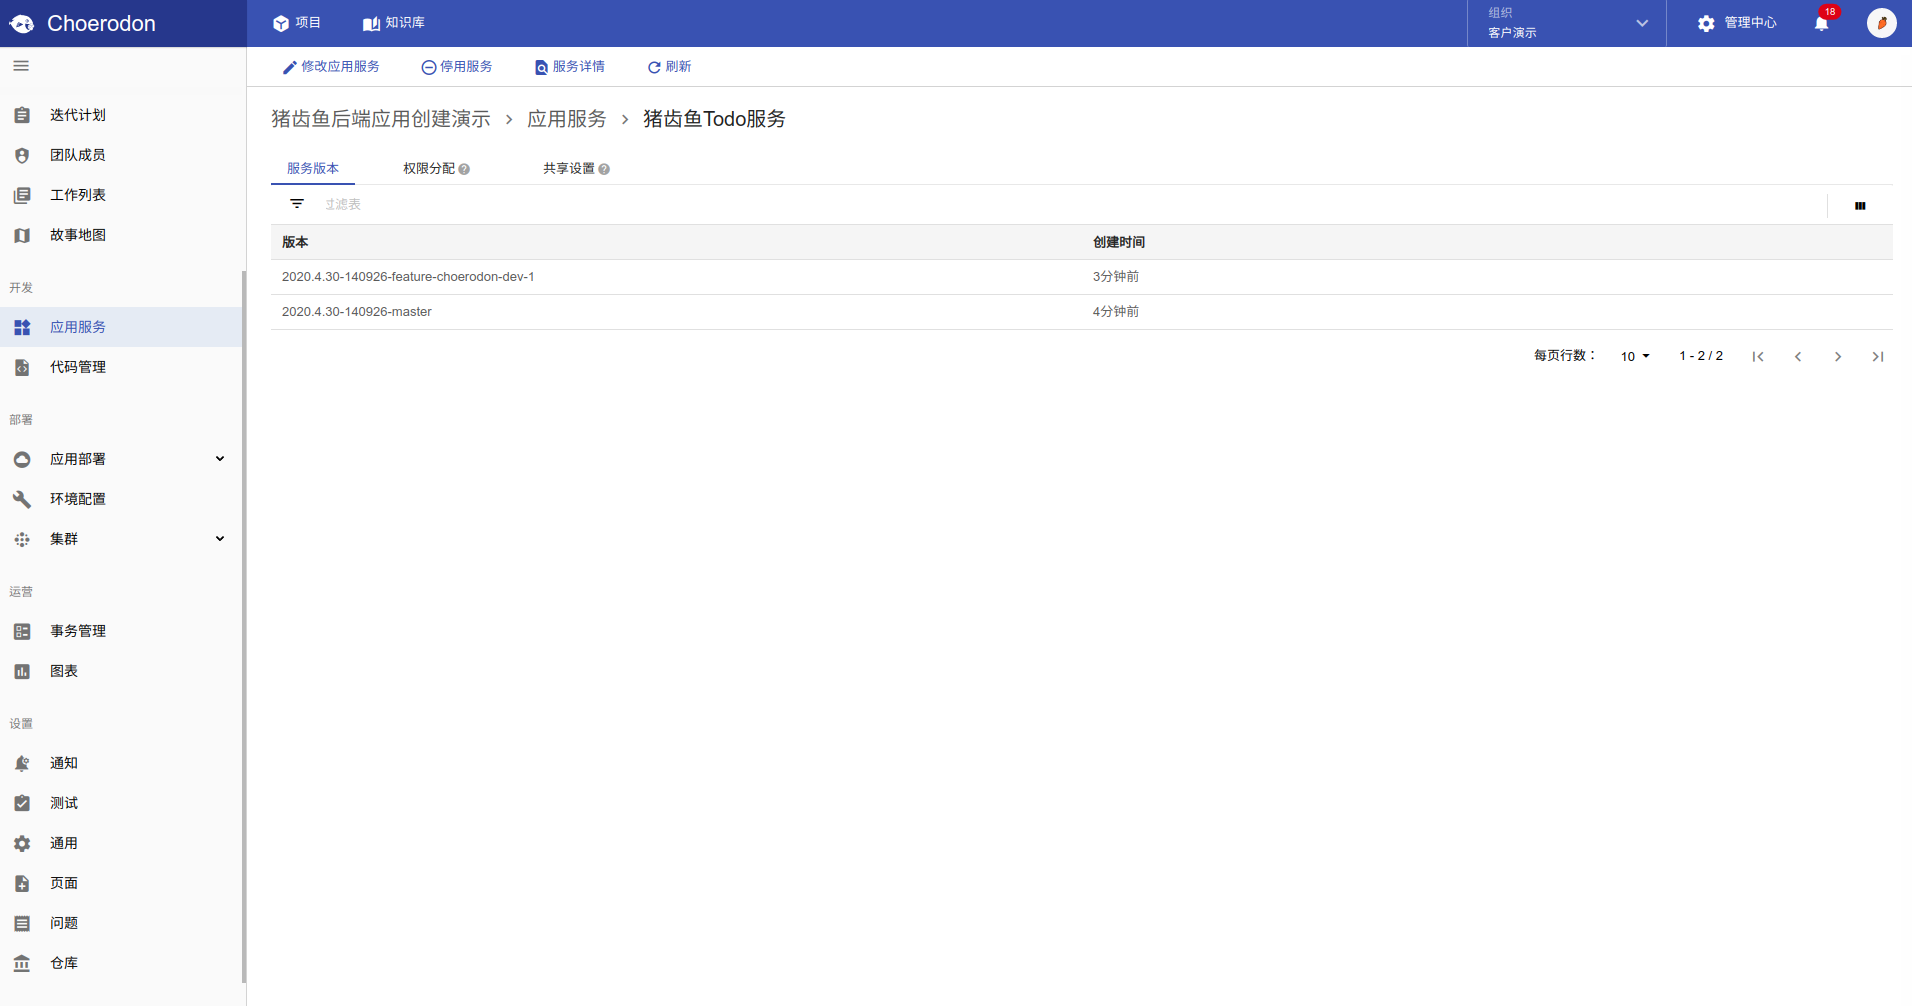 Choerodon
项目
知识库
组织
客户演示
管理中心
18
修改应用服务
停用服务
服务详情
刷新
迭代计划
团队成员
工作列表
故事地图
开发
应用服务
代码管理
部署
应用部署
环境配置
集群
运营
事务管理
图表
设置
通知
测试
通用
页面
问题
仓库
猪齿鱼后端应用创建演示 > 应用服务 > 猪齿鱼Todo服务
服务版本
权限分配
共享设置
过滤表
版本
创建时间
2020.4.30-140926-feature-choerodon-dev-1
3分钟前
2020.4.30-140926-master
4分钟前
每页行数：
10
1 - 2 / 2